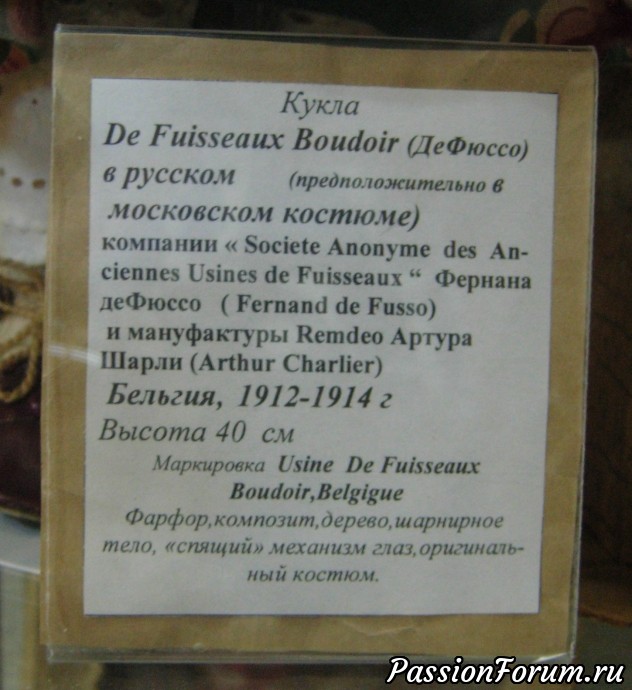 Кукла
De Fuisseaux Boudoir (ДеФюссо)
в русском (предположительно в
московском костюме)
компании « Societe Anonyme des An-
ciennes Usines de Fuisseaux “ Фернана
деФюссо ( Fernand de Fusso)
и мануфактуры Remdeo Артура
Шарли (Arthur Charlier)
Бельгия, 1912-1914 г
Высота 40 см
Маркировка Usine De Fuisseaux
Boudoir,Belgigue
Фарфор,композит,дерево,шарнирное
тело, «спящий» механизм глаз,оригиналь-
ный костюм.
PassionForum.ru